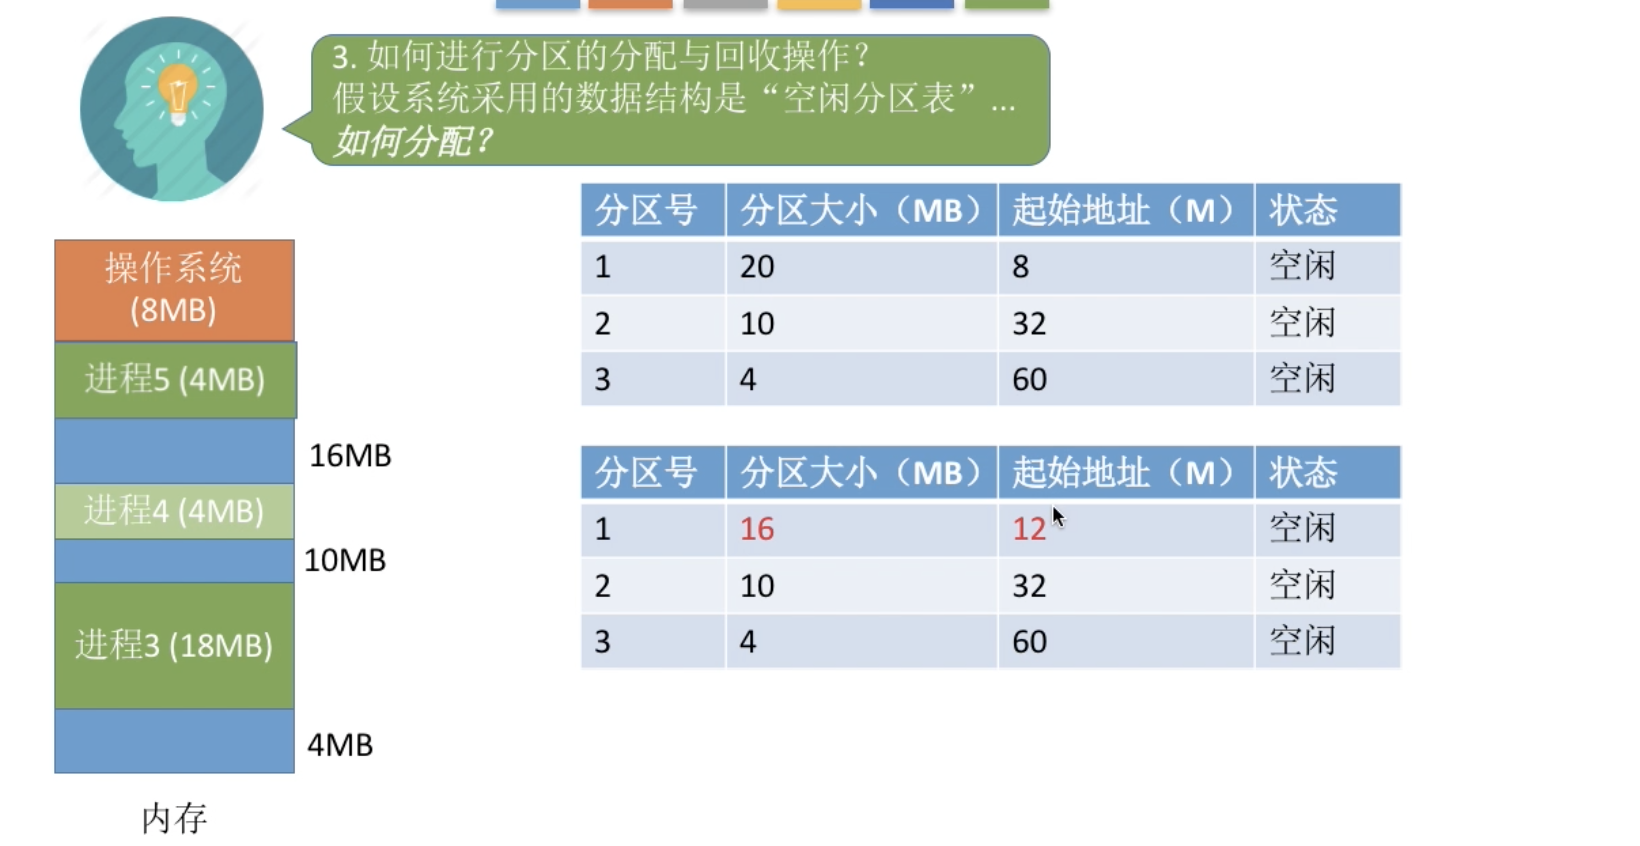 3. 如何进行分区的分配与回收操作？
假设系统采用的数据结构是“空闲分区表”...
如何分配？
操作系统
(8MB)
进程5 (4MB)
16MB
进程4 (4MB)
10MB
进程3 (18MB)
4MB
内存
分区号 分区大小（MB） 起始地址（M） 状态
1 20 8 空闲
2 10 32 空闲
3 4 60 空闲
分区号 分区大小（MB） 起始地址（M） 状态
1 16 12 空闲
2 10 32 空闲
3 4 60 空闲